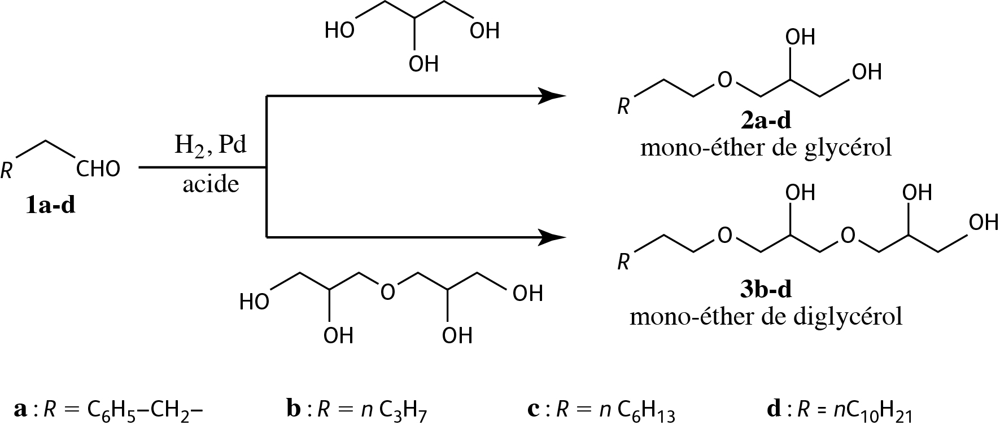 HO
OH
OH
OH
O
OH
R
2a-d
mono-éther de glycérol
R
CHO
1a-d
H2, Pd
acide
OH
OH
O
O
OH
R
3b-d
mono-éther de diglycérol
HO
O
OH
OH
OH
a : R = C6H5–CH2–
b : R = n C3H7
c : R = n C6H13
d : R = nC10H21